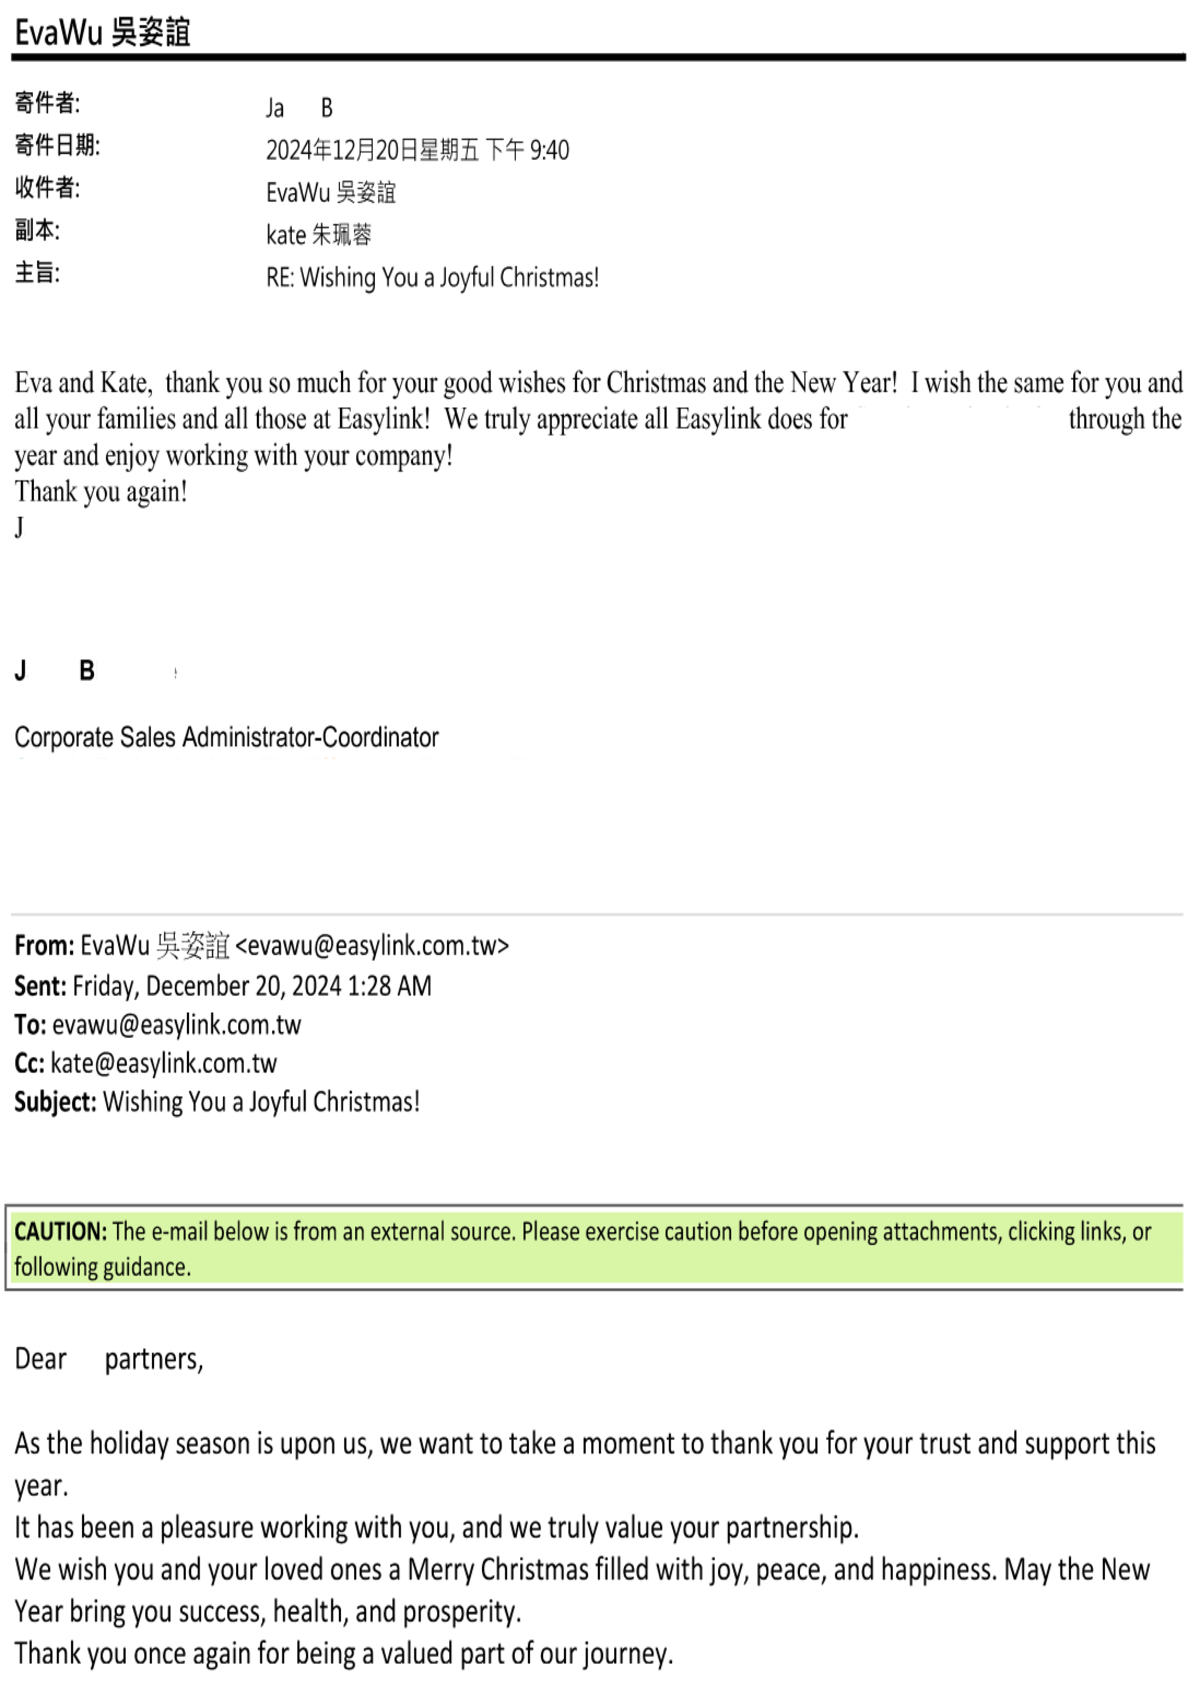 EvaWu 吳姿誼
寄件者: Ja B
寄件日期: 2024年12月20日星期五 下午 9:40
收件者: EvaWu 吳姿誼
副本: kate 朱珮蓉
主旨: RE: Wishing You a Joyful Christmas!
Eva and Kate, thank you so much for your good wishes for Christmas and the New Year! I wish the same for you and
all your families and all those at Easylink! We truly appreciate all Easylink does for through the
year and enjoy working with your company!
Thank you again!
J
J B
Corporate Sales Administrator-Coordinator
From: EvaWu 吳姿誼 <evawu@easylink.com.tw>
Sent: Friday, December 20, 2024 1:28 AM
To: evawu@easylink.com.tw
Cc: kate@easylink.com.tw
Subject: Wishing You a Joyful Christmas!
CAUTION: The e-mail below is from an external source. Please exercise caution before opening attachments, clicking links, or
following guidance.
Dear partners,
As the holiday season is upon us, we want to take a moment to thank you for your trust and support this
year.
It has been a pleasure working with you, and we truly value your partnership.
We wish you and your loved ones a Merry Christmas filled with joy, peace, and happiness. May the New
Year bring you success, health, and prosperity.
Thank you once again for being a valued part of our journey.